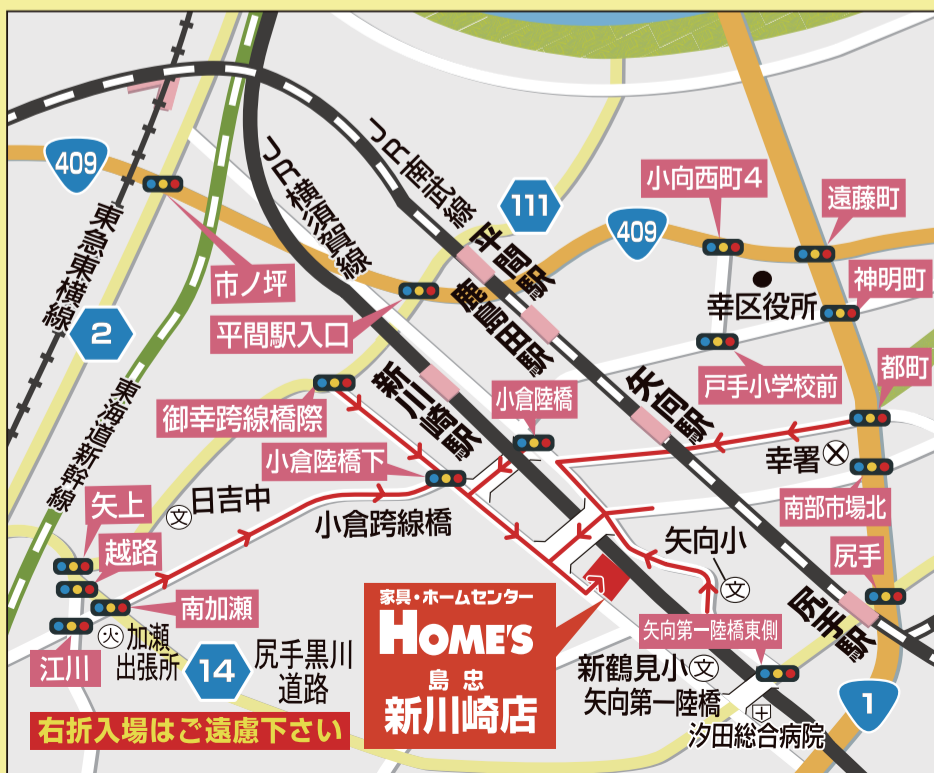 409
東急東横線
2
東海道新幹線
市ノ坪
平間駅入口
JR横須賀線
JR南武線
111
409
平間駅
鹿島田駅
小向西町4
遠藤町
幸区役所
神明町
戸手小学校前
都町
矢向駅
新川崎駅
小倉陸橋
御幸跨線橋際
小倉陸橋下
幸署
南部市場北
日吉中
文
小倉跨線橋
矢上
越路
南加瀬
江川
火
加瀬
出張所
14
尻手黒川
道路
矢向小
文
尻手
尻手駅
矢向第一陸橋東側
新鶴見小
文
矢向第一陸橋
汐田総合病院
1
家具・ホームセンター
HOME'S
島忠
新川崎店
右折入場はご遠慮下さい